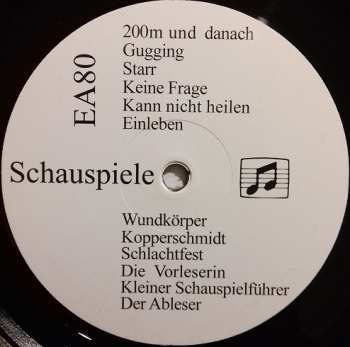 EA80
200m und danach
Gugging
Starr
Keine Frage
Kann nicht heilen
Einleben
Schauspiele
Wundkörper
Kopperschmidt
Schlachtfest
Die Vorleserin
Kleiner Schauspielführer
Der Ableser